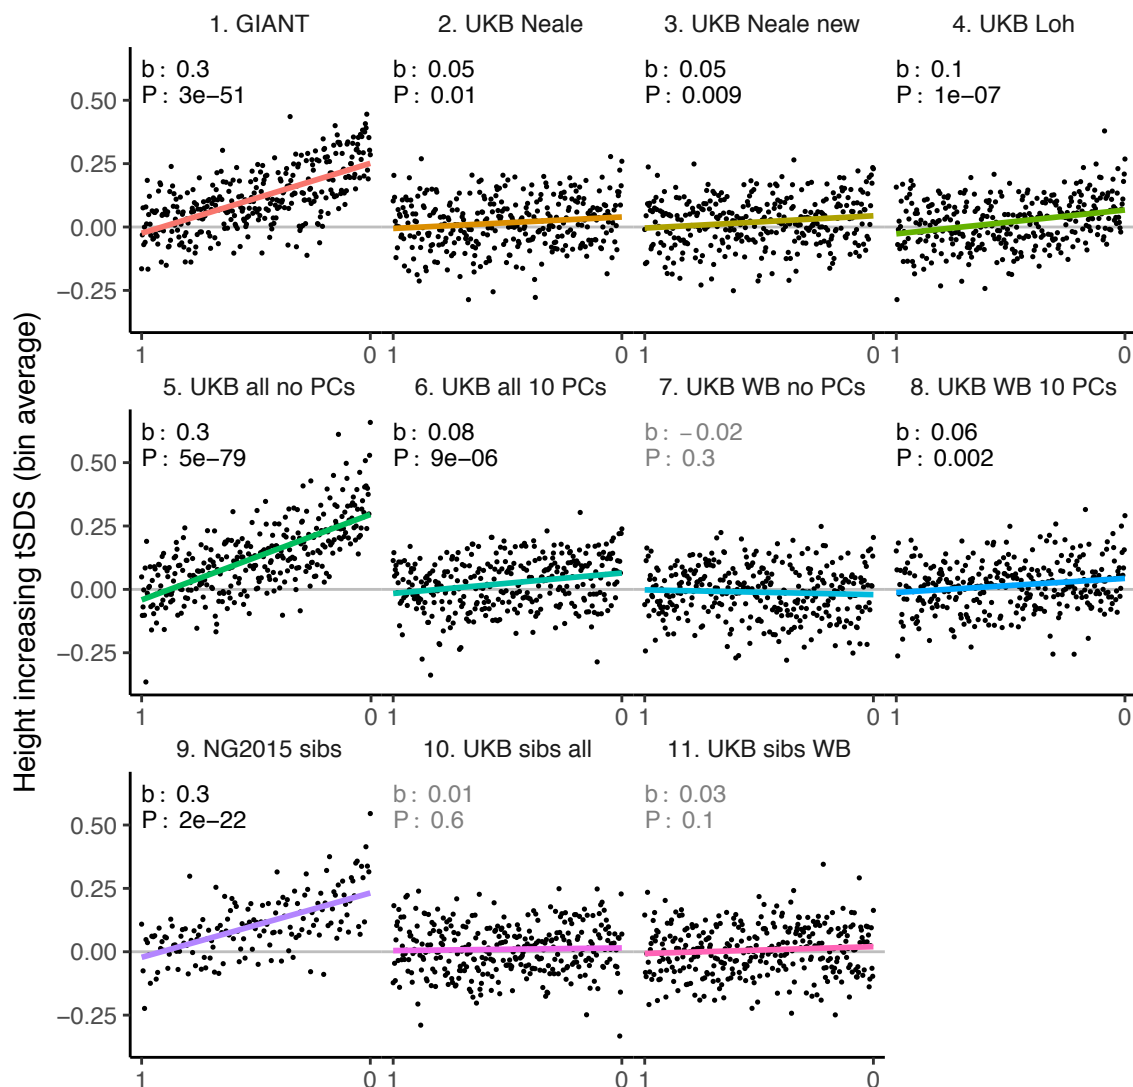 1. GIANT
2. UKB Neale
3. UKB Neale new
4. UKB Loh
b: 0.3
P: 3e−51
b: 0.05
P: 0.01
b: 0.05
P: 0.009
b: 0.1
P: 1e−07
0.50
0.25
0.00
−0.25
1 0 1 0 1 0 1 0
5. UKB all no PCs
6. UKB all 10 PCs
7. UKB WB no PCs
8. UKB WB 10 PCs
b: 0.3
P: 5e−79
b: 0.08
P: 9e−06
b: −0.02
P: 0.3
b: 0.06
P: 0.002
0.50
0.25
0.00
−0.25
1 0 1 0 1 0 1 0
9. NG2015 sibs
10. UKB sibs all
11. UKB sibs WB
b: 0.3
P: 2e−22
b: 0.01
P: 0.6
b: 0.03
P: 0.1
0.50
0.25
0.00
−0.25
1 0 1 0 1 0
Height increasing tSDS (bin average)